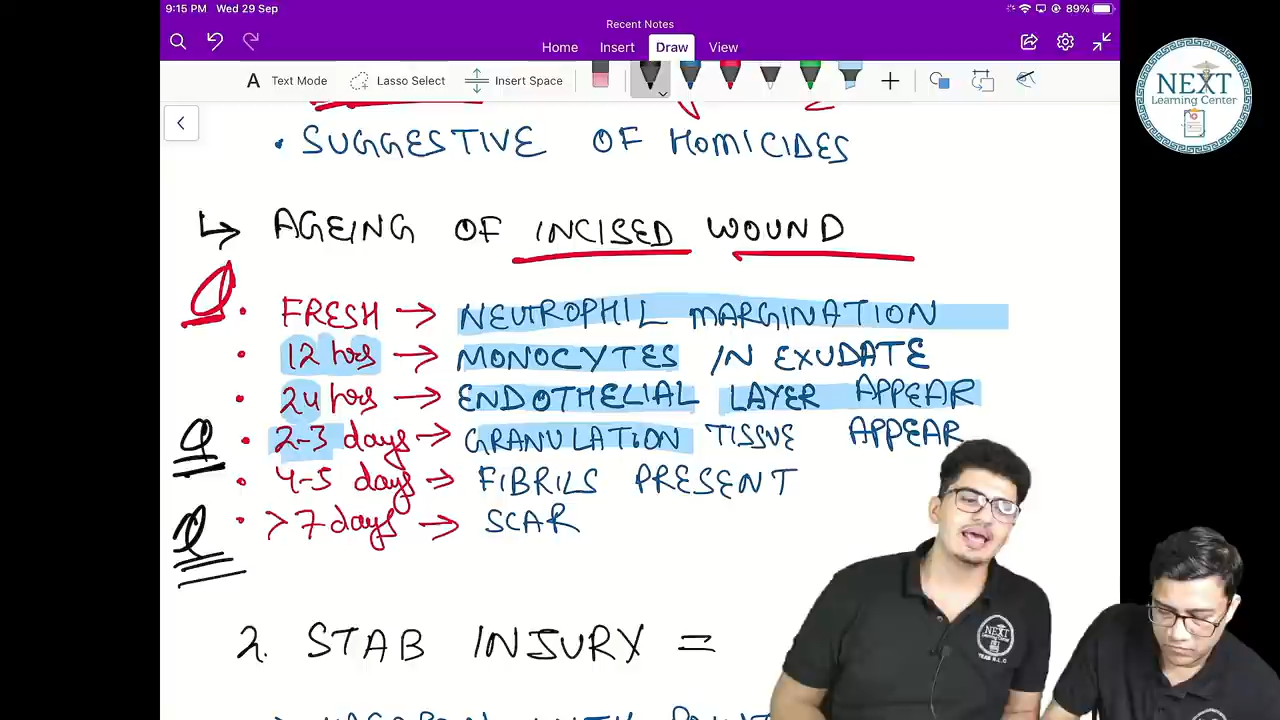 9:15 PM Wed 29 Sep
89%
Recent Notes
Home Insert Draw View
Text Mode Lasso Select Insert Space
NEXT
Learning Center
• SUGGESTIVE OF HOMICIDES
↳ AGEING OF INCISED WOUND
Q • FRESH → NEUTROPHIL MARGINATION
• 12 hrs → MONOCYTES IN EXUDATE
• 24 hrs → ENDOTHELIAL LAYER APPEAR
Q • 2-3 days → GRANULATION TISSUE APPEAR
• 4-5 days → FIBRILS PRESENT
Q • >7 days → SCAR
2. STAB INJURY =
NEXT
TEAM N.L.C